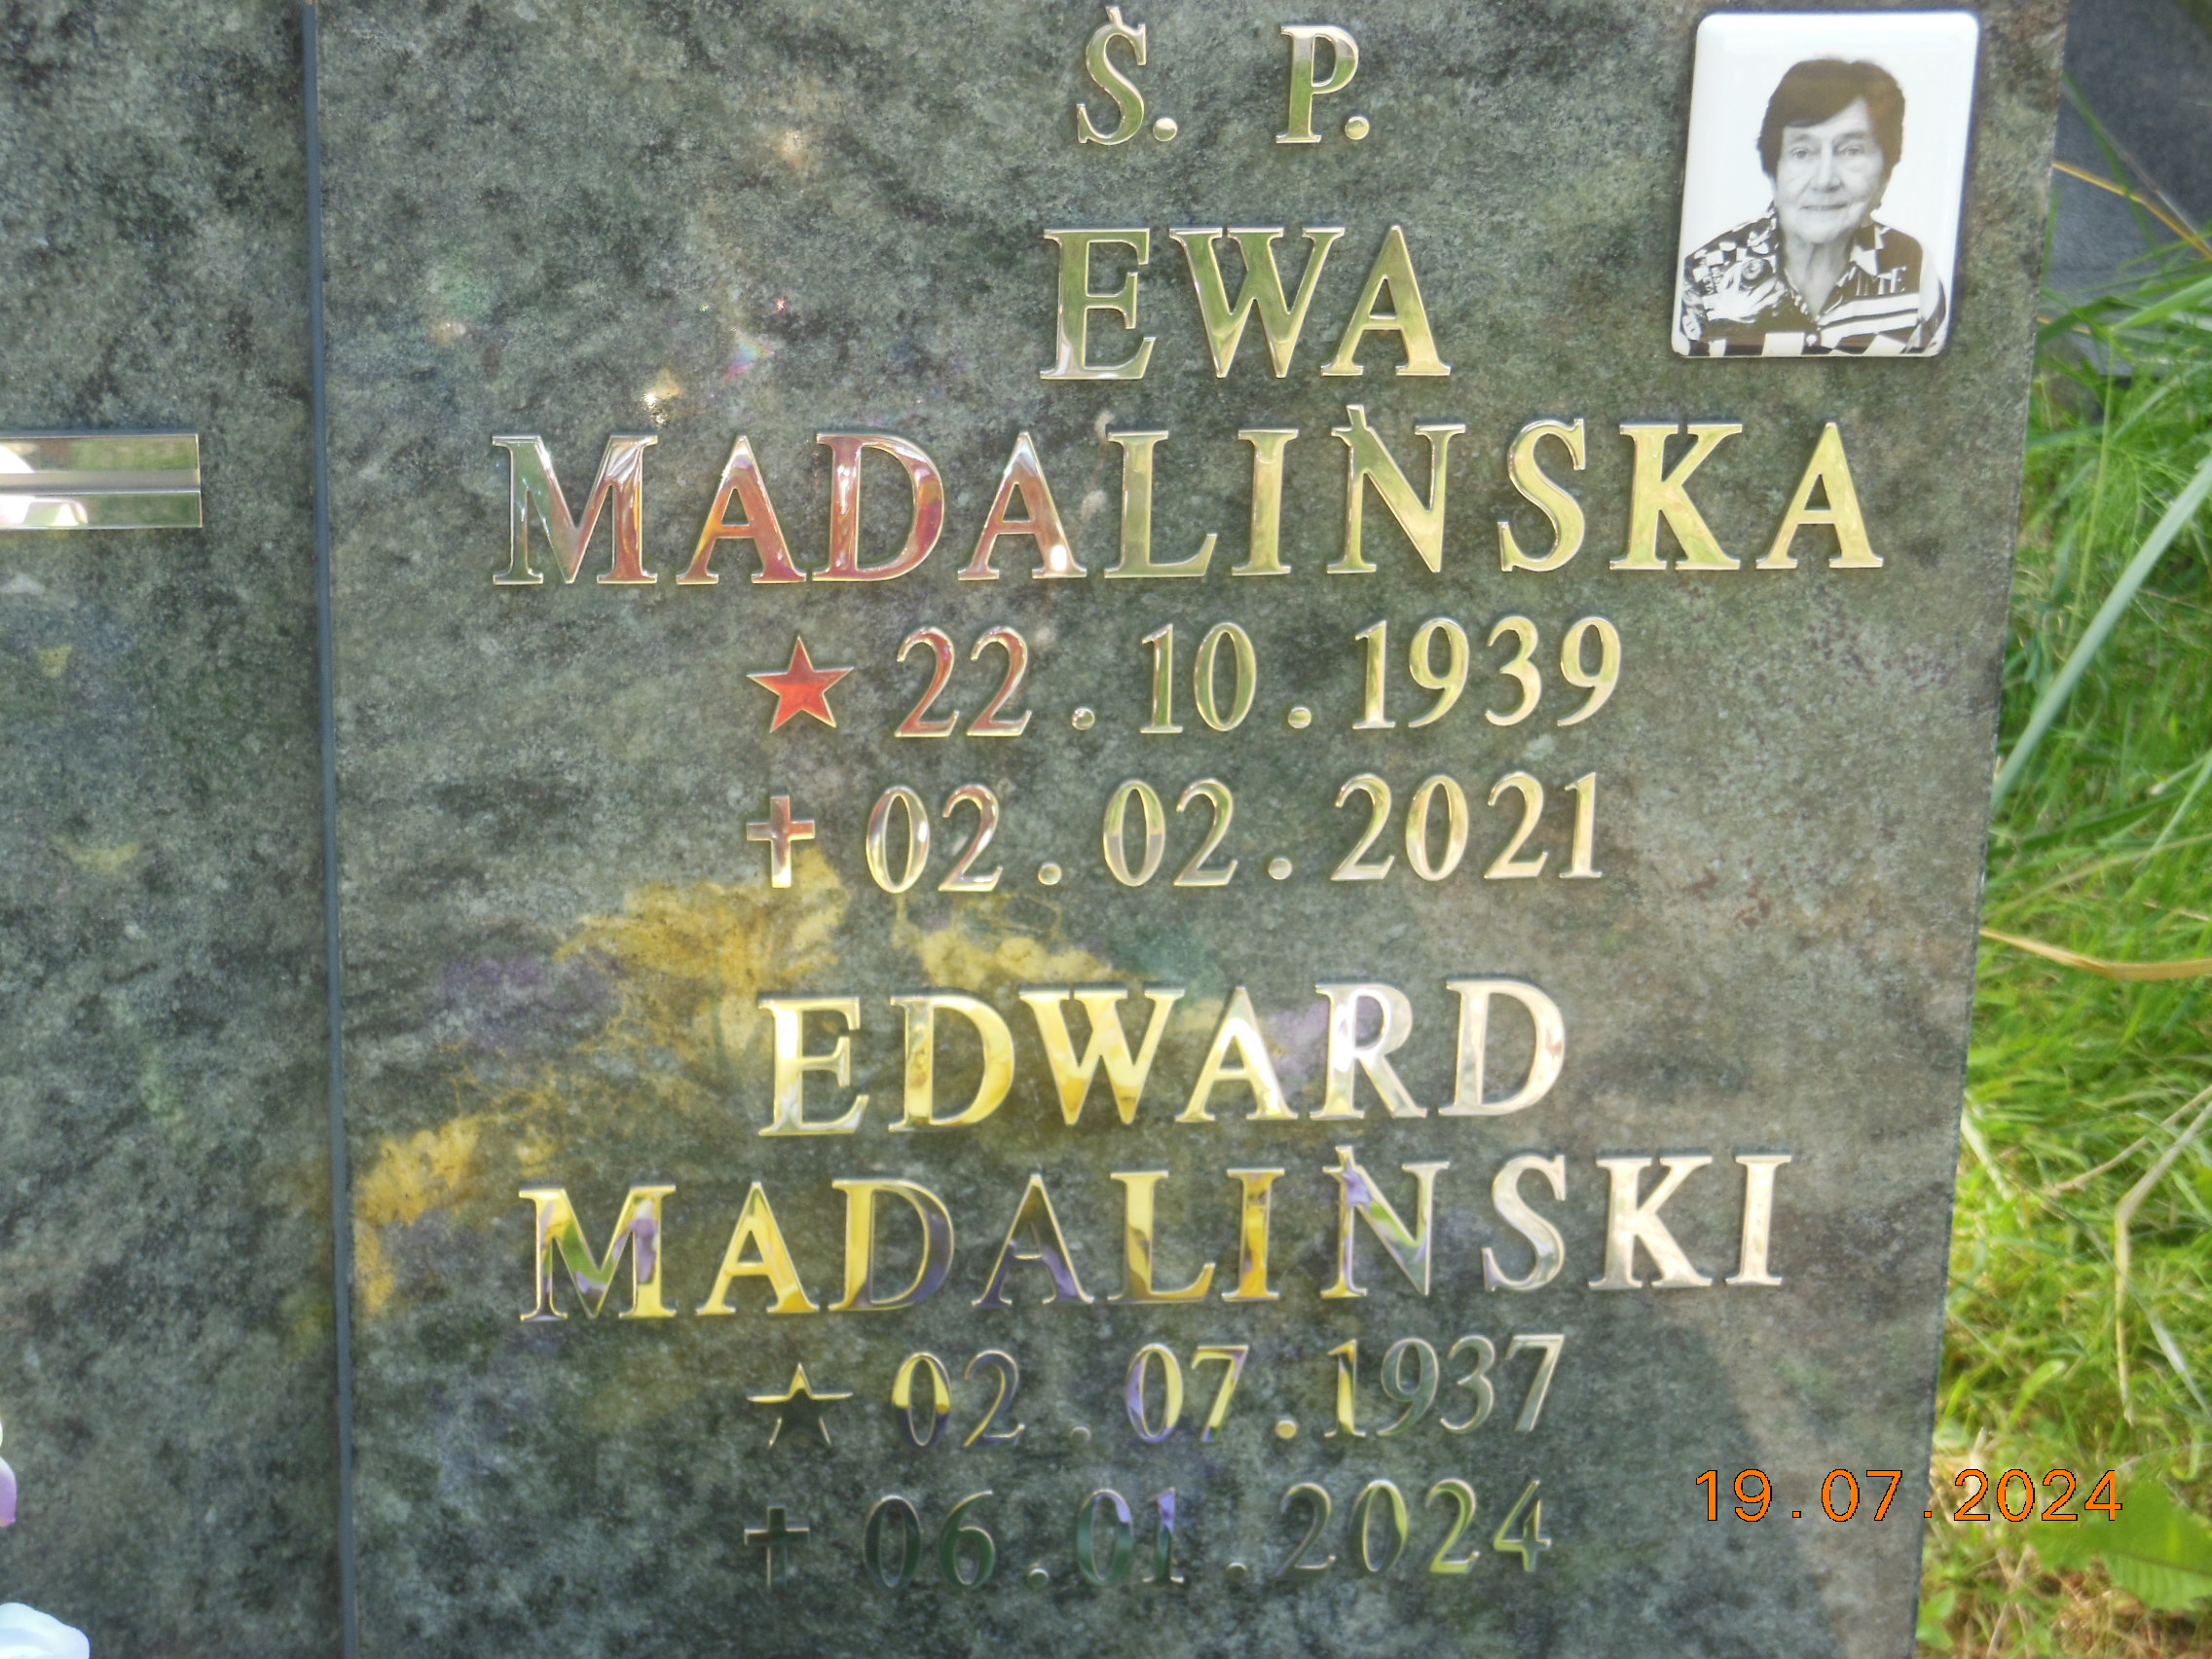 Ś. P.
EWA
MADALIŃSKA
★ 22.10.1939
✝ 02.02.2021
EDWARD
MADALIŃSKI
★ 02.07.1937
✝ 06.01.2024
19.07.2024